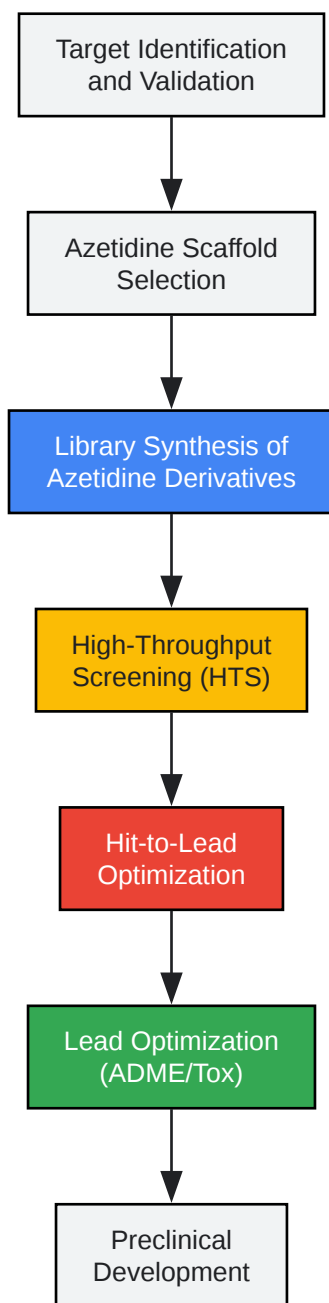 Target Identification
and Validation
Azetidine Scaffold
Selection
Library Synthesis of
Azetidine Derivatives
High-Throughput
Screening (HTS)
Hit-to-Lead
Optimization
Lead Optimization
(ADME/Tox)
Preclinical
Development